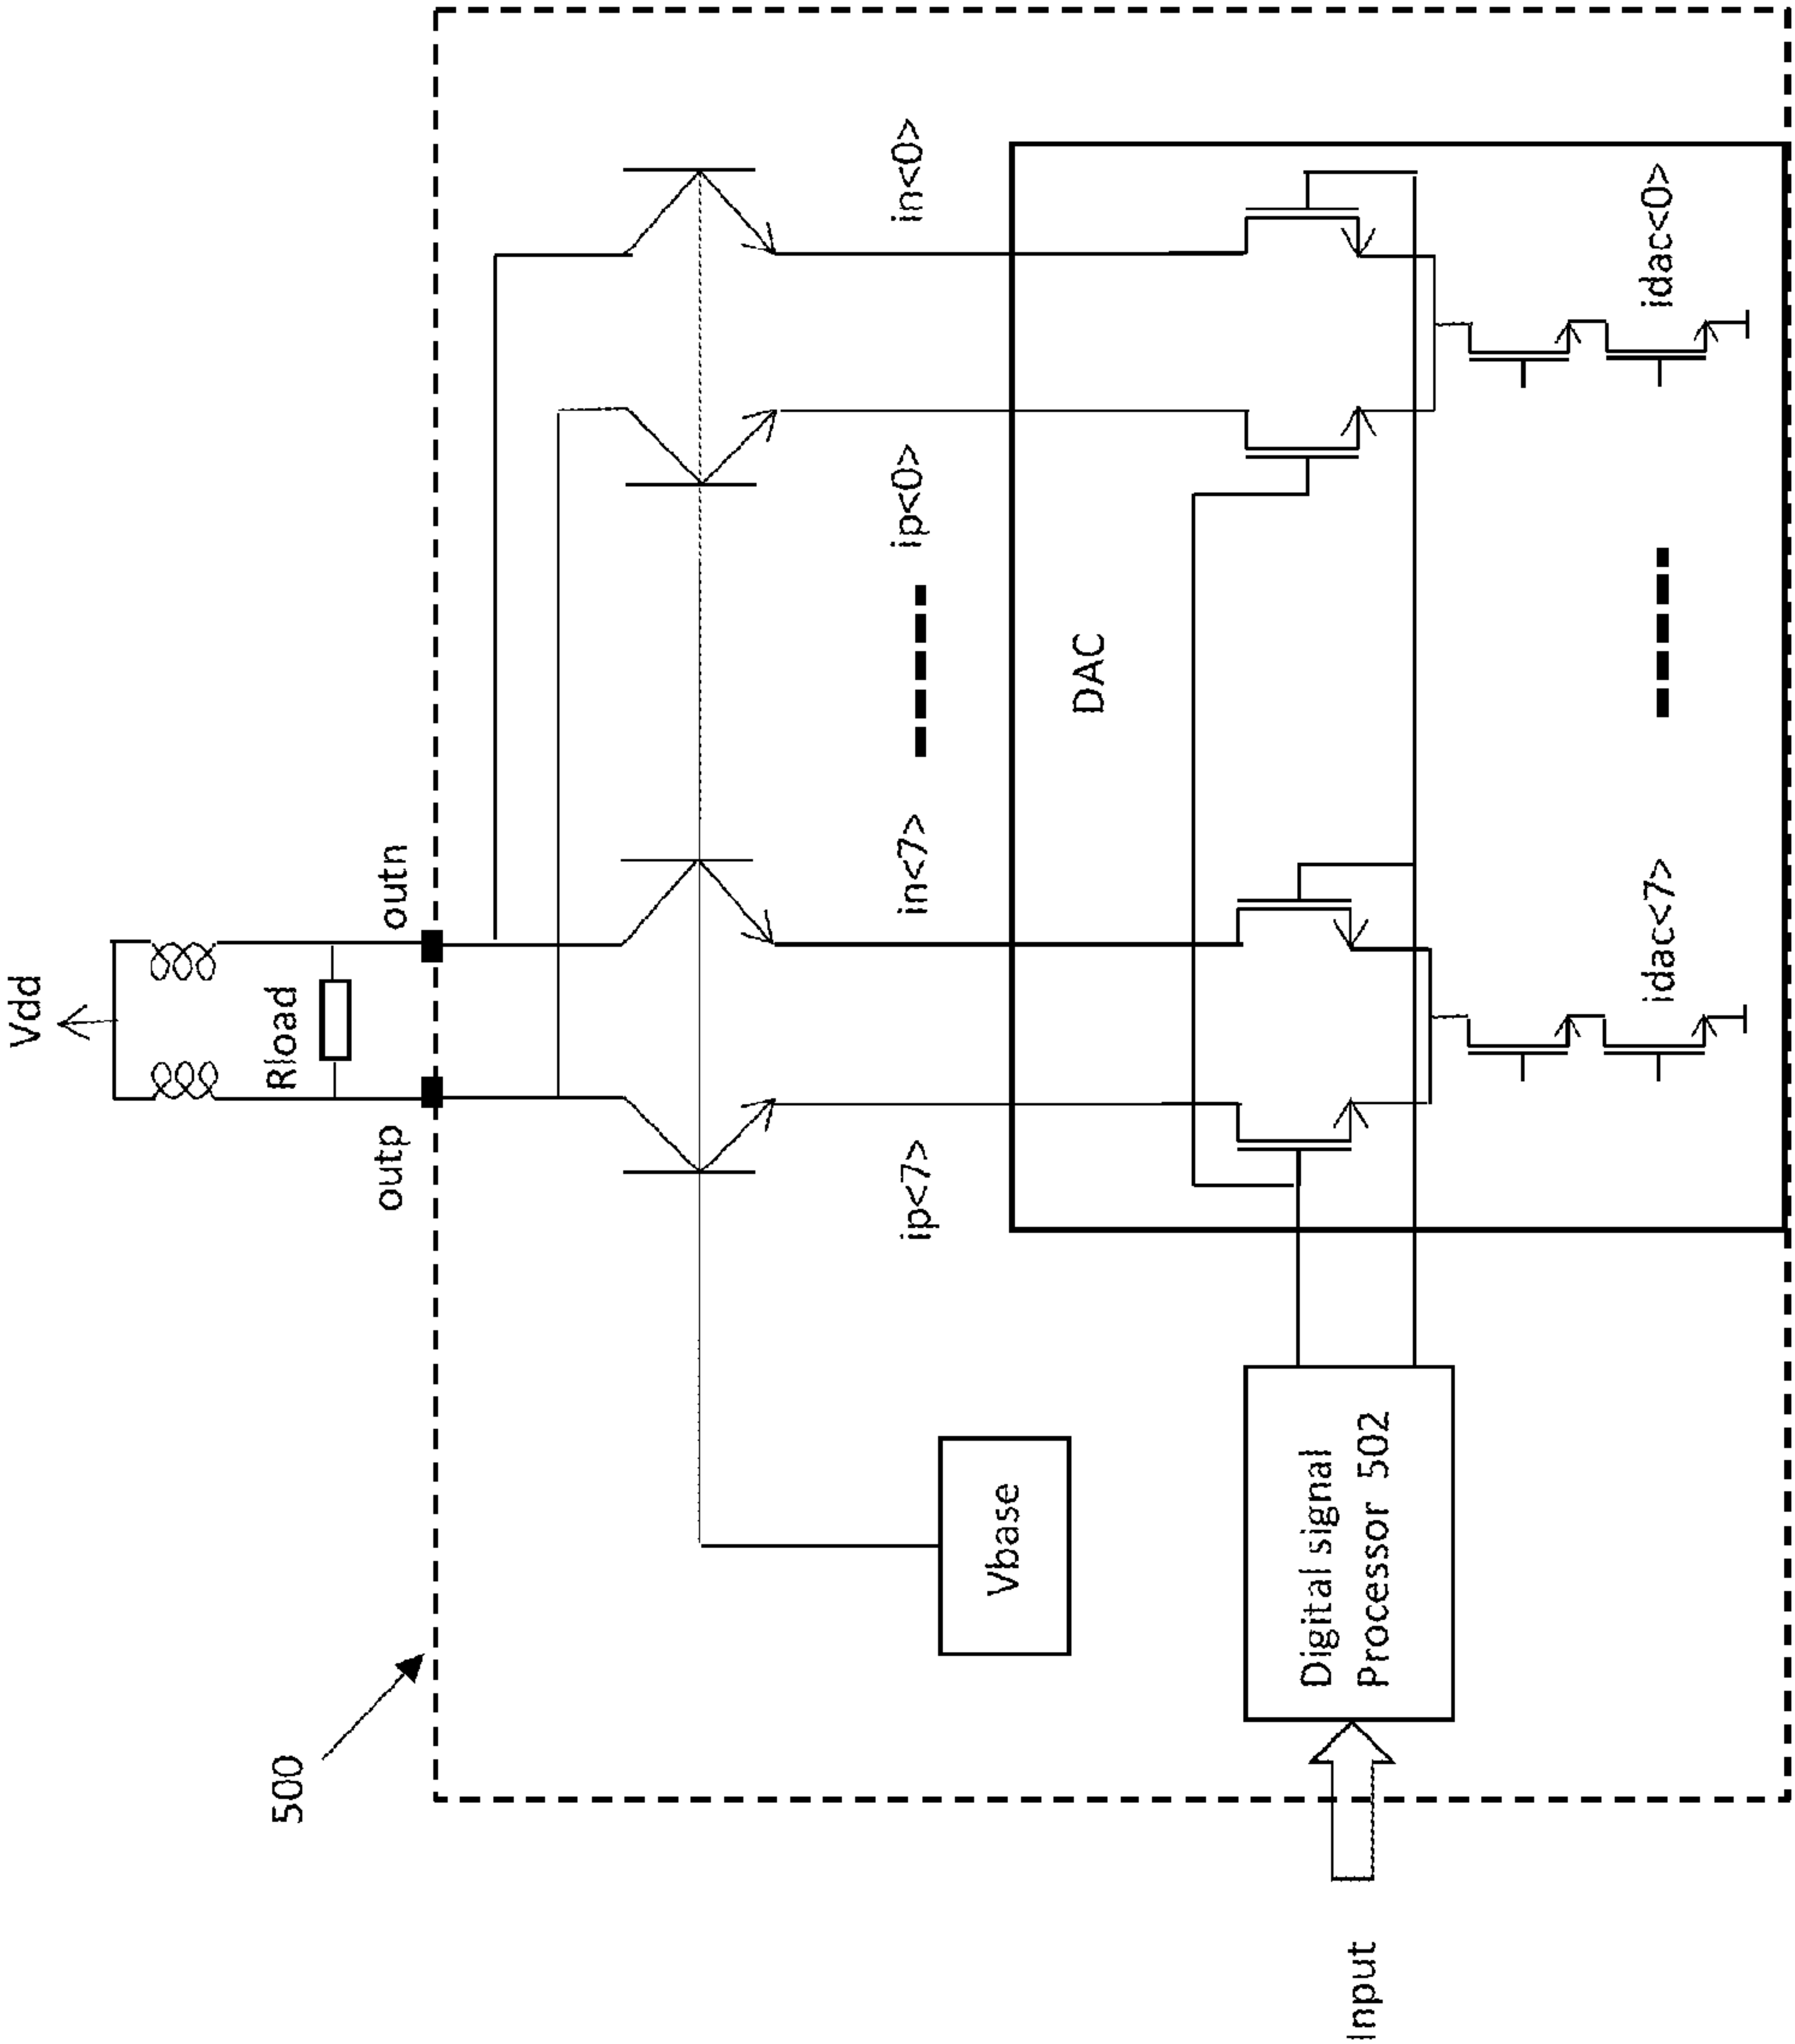 500
Vdd
Rload
outp
outn
Vbase
ip<7>
in<7>
ip<0>
in<0>
DAC
Input
Digital signal
Processor 502
idac<7>
idac<0>